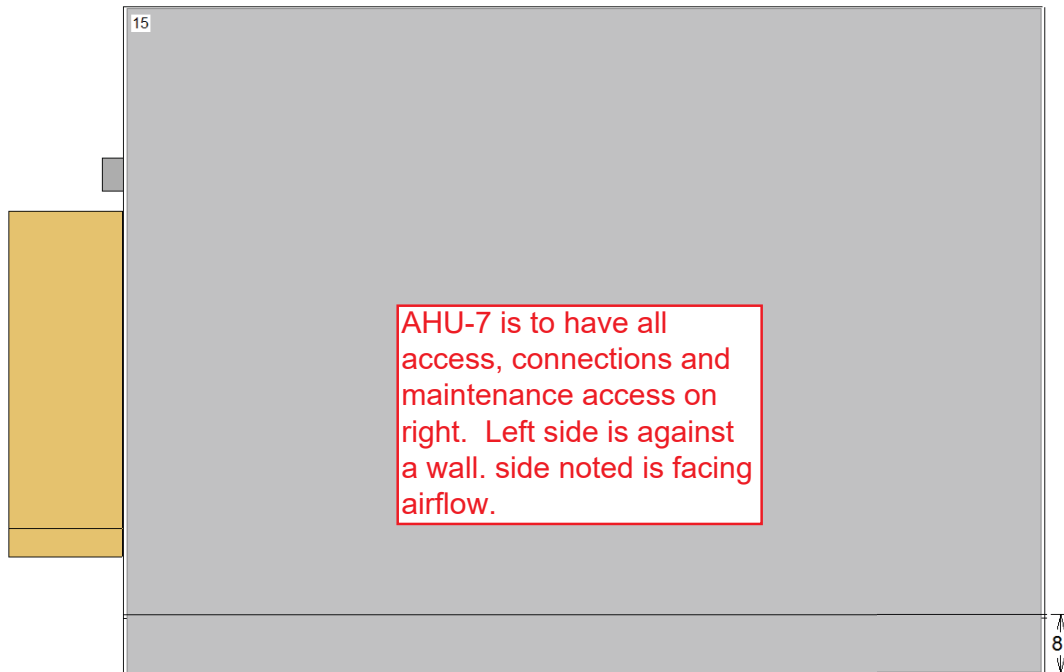 15
AHU-7 is to have all
access, connections and
maintenance access on
right.  Left side is against
a wall. side noted is facing
airflow.
8